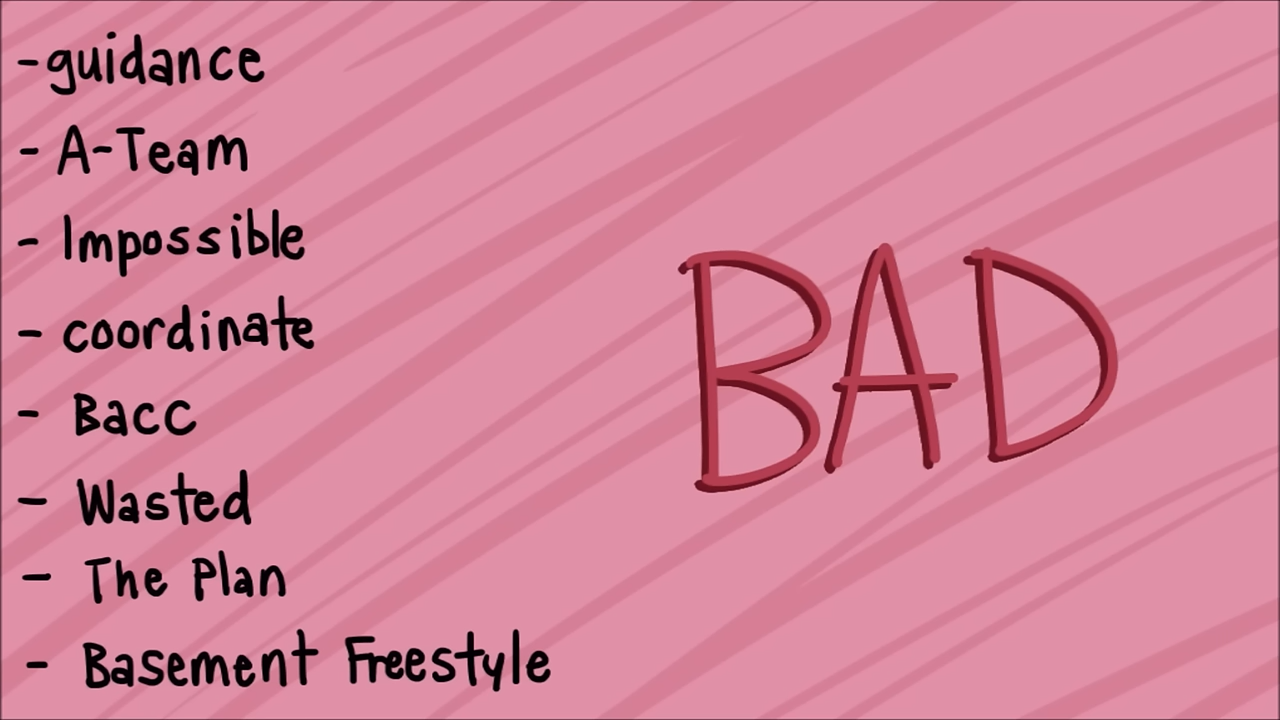 -guidance
- A-Team
- Impossible
- coordinate
- Bacc
- Wasted
- The Plan
- Basement Freestyle
BAD